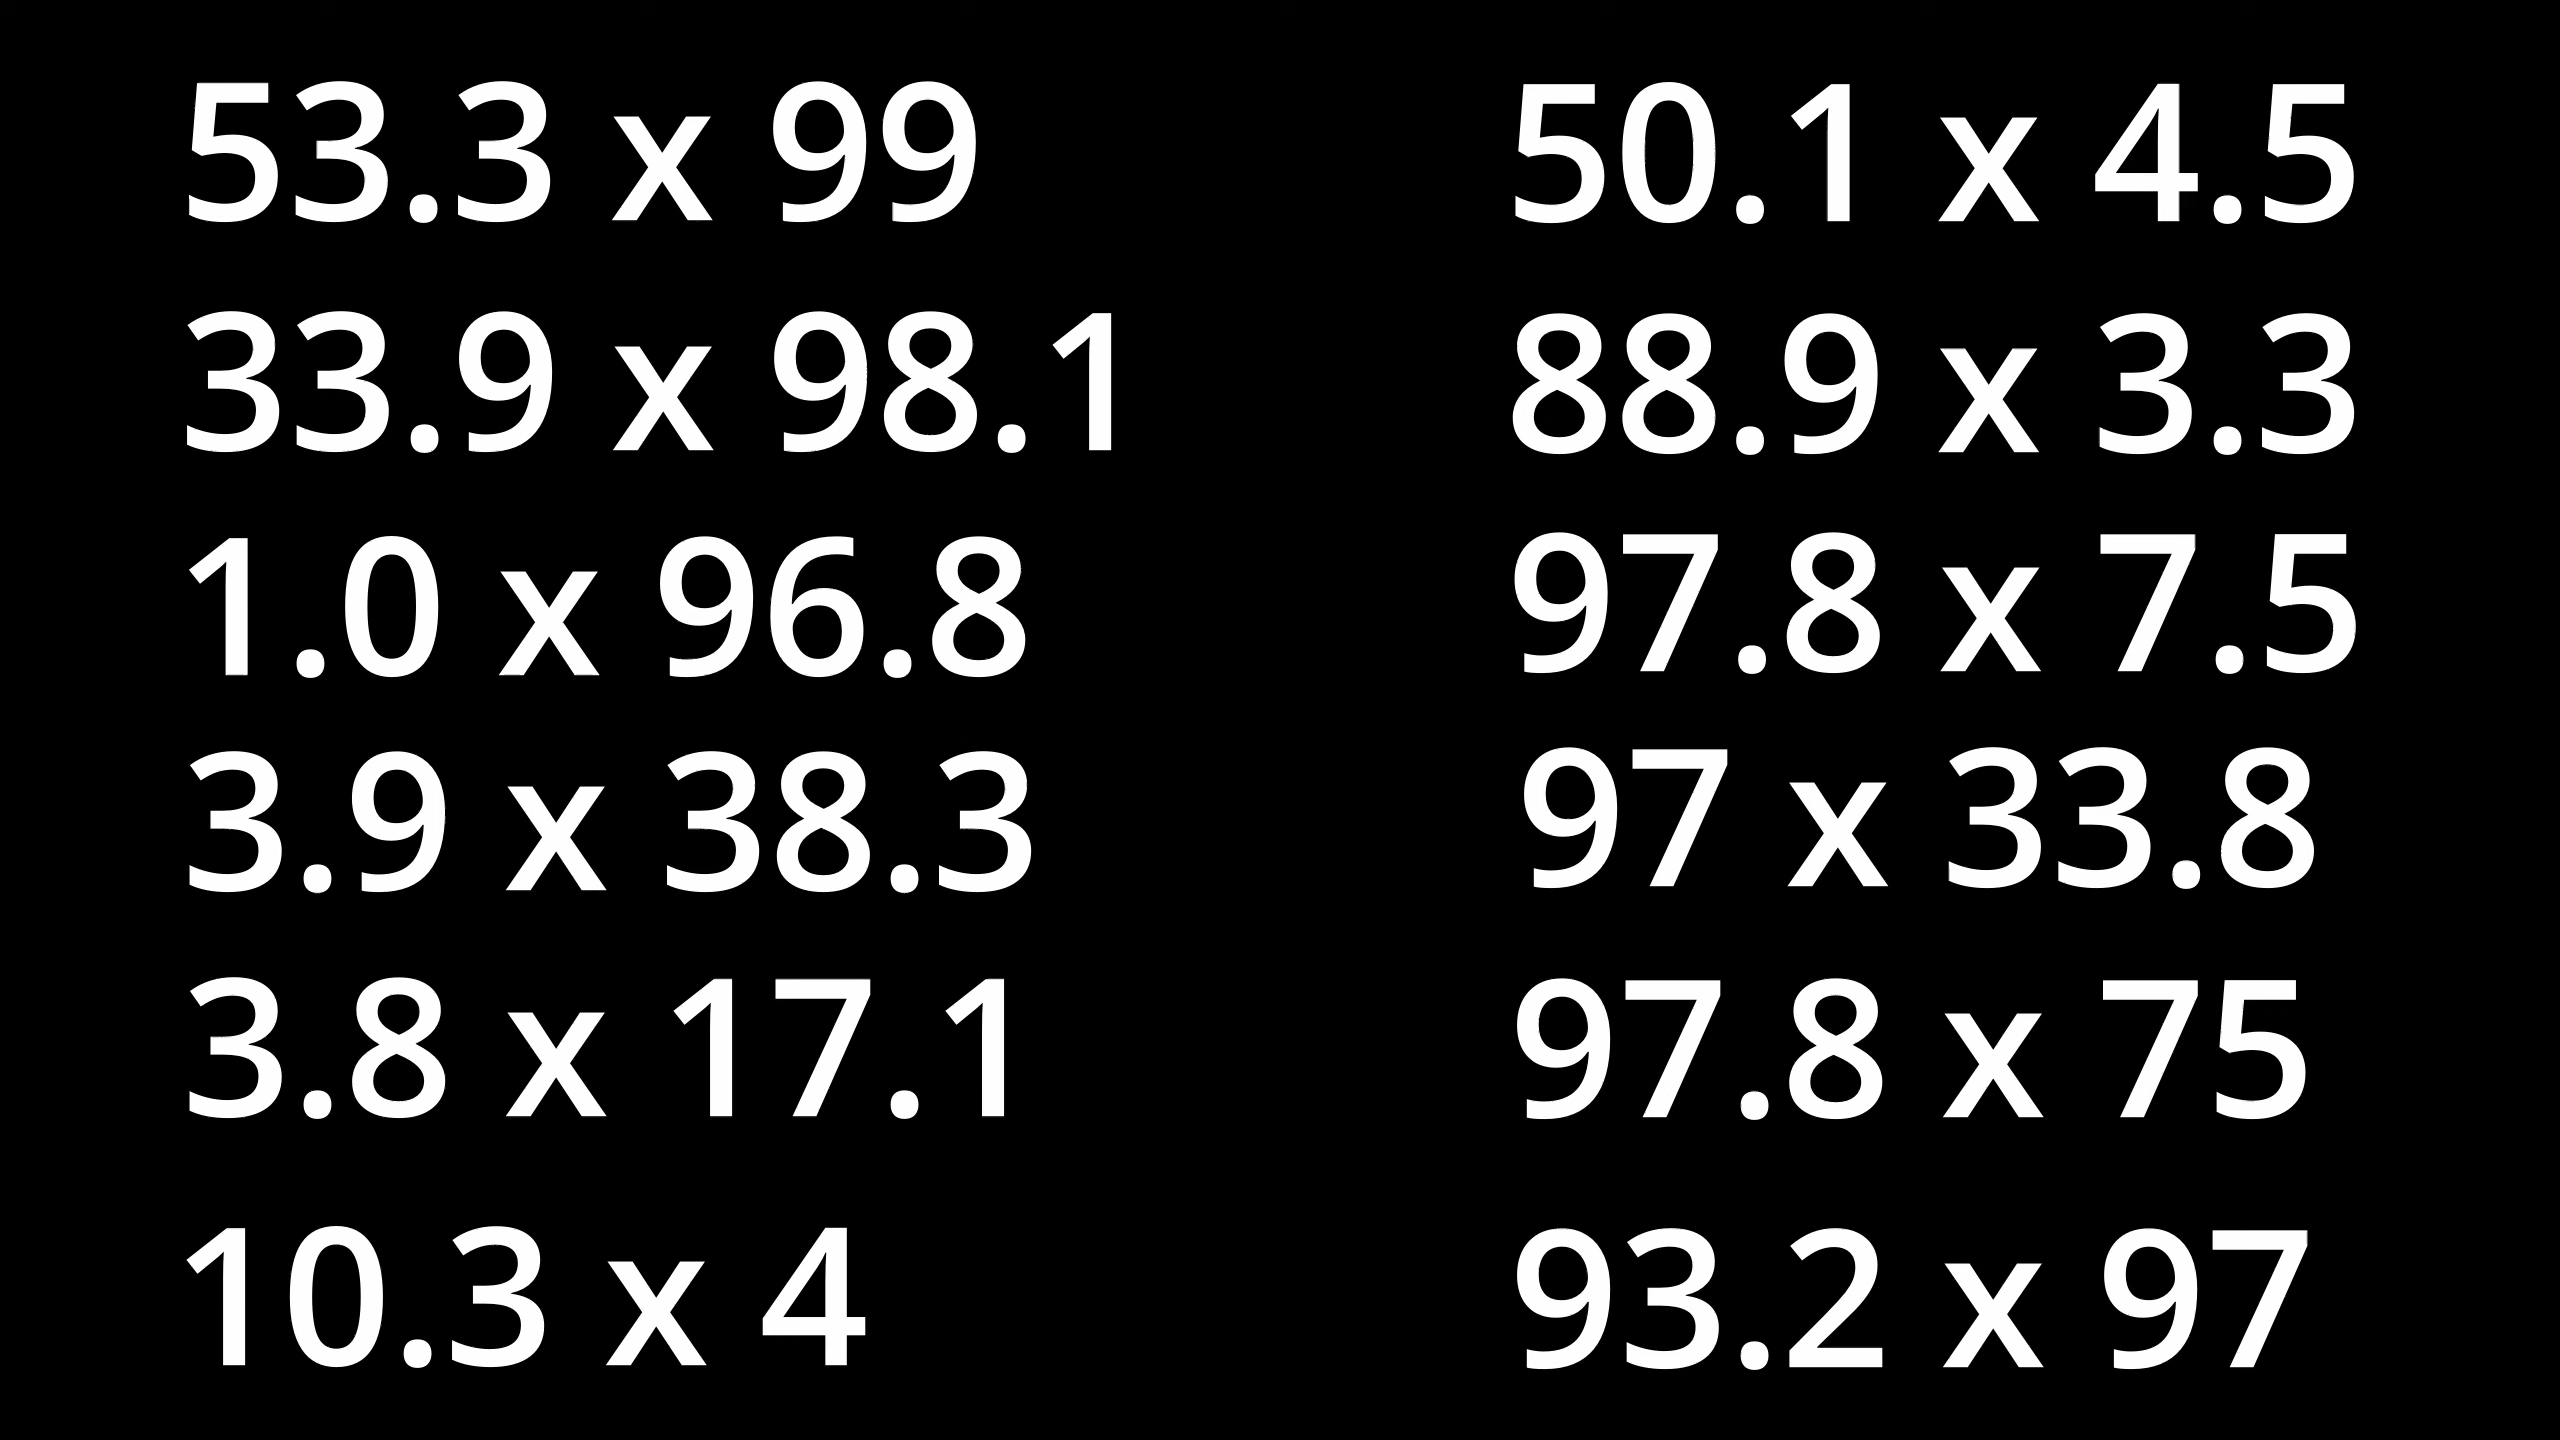 53.3 x 99
33.9 x 98.1
1.0 x 96.8
3.9 x 38.3
3.8 x 17.1
10.3 x 4
50.1 x 4.5
88.9 x 3.3
97.8 x 7.5
97 x 33.8
97.8 x 75
93.2 x 97